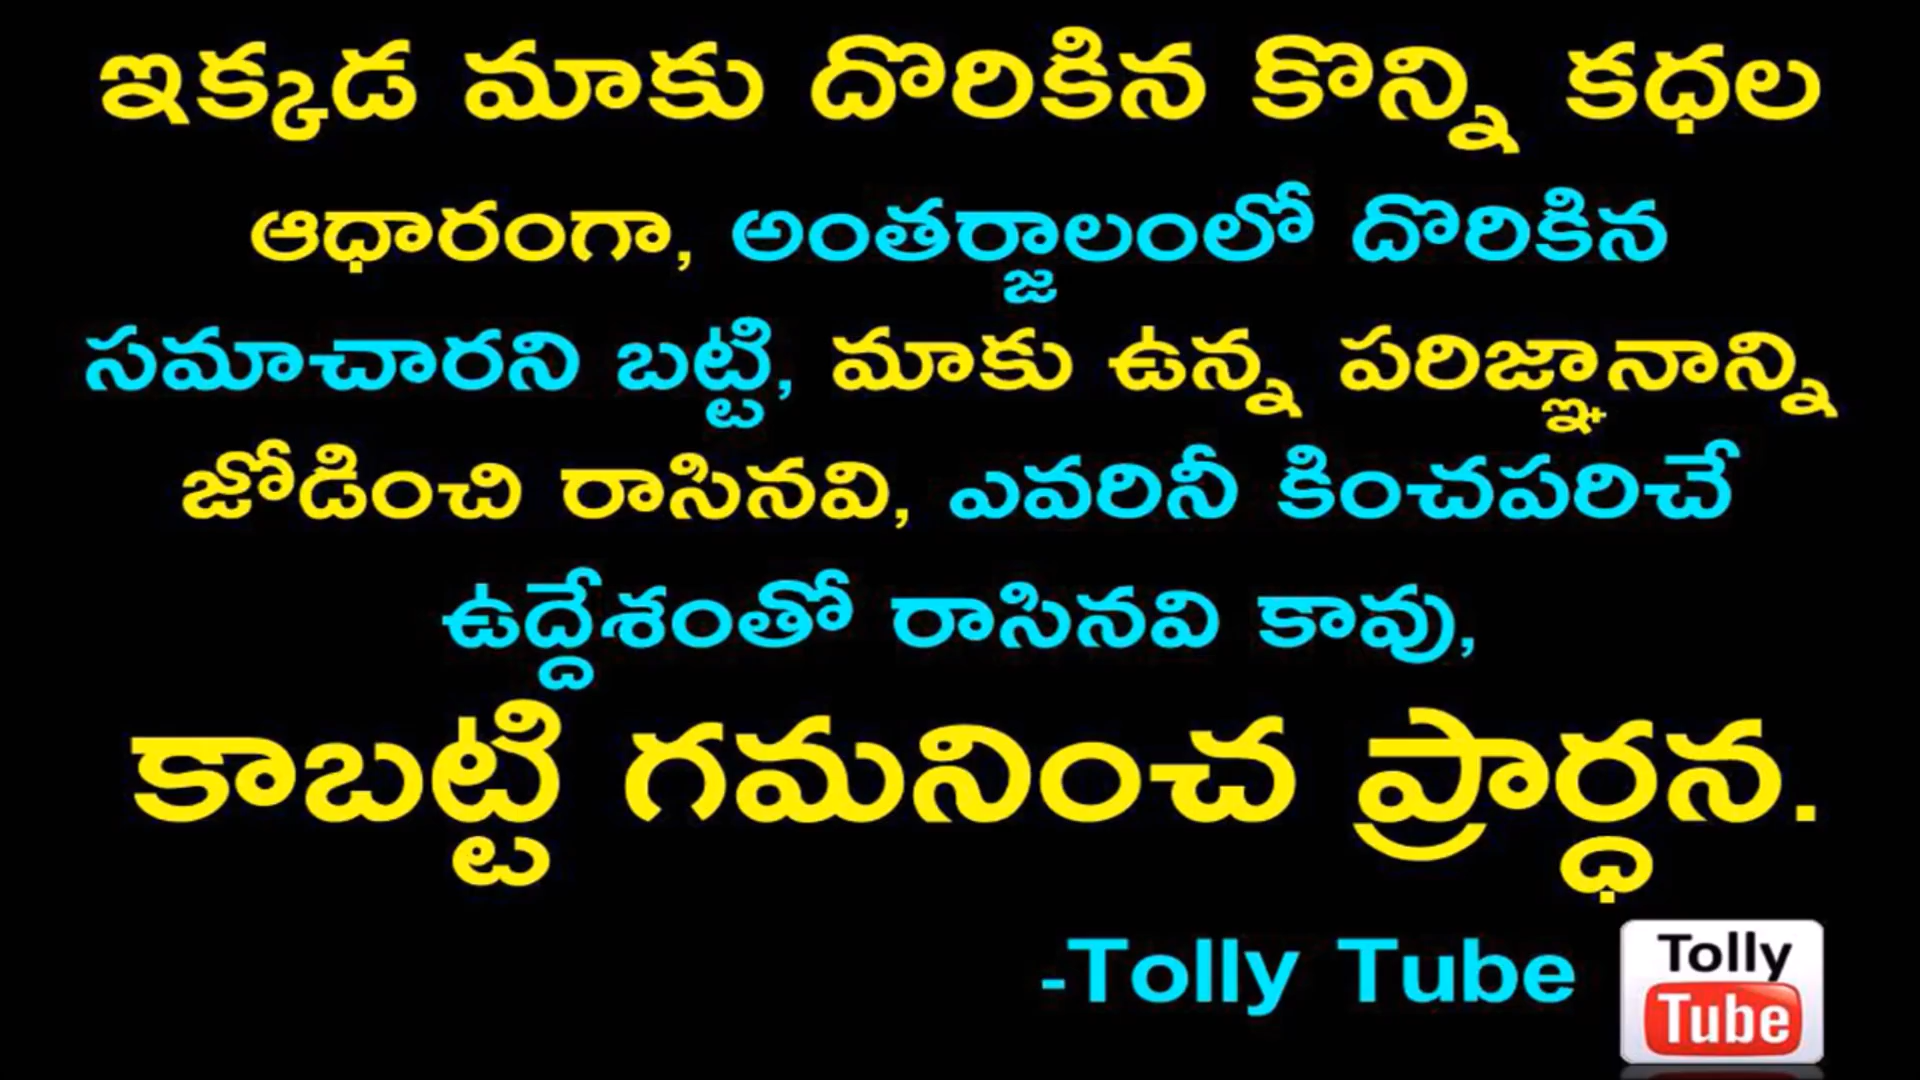 ఇక్కడ మాకు దొరికిన కొన్ని కధల
ఆధారంగా, అంతర్జాలంలో దొరికిన
సమాచారని బట్టి, మాకు ఉన్న పరిజ్ఞానాన్ని
జోడించి రాసినవి, ఎవరినీ కించపరిచే
ఉద్దేశంతో రాసినవి కావు,
కాబట్టి గమనించ ప్రార్ధన.
-Tolly Tube
Tolly
Tube